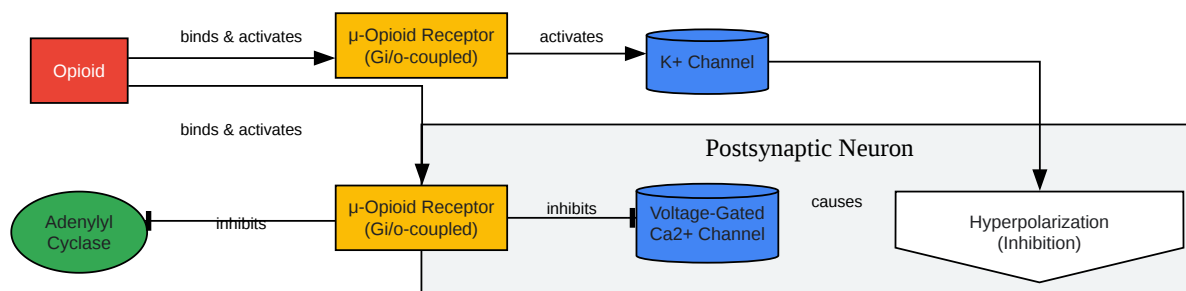 binds & activates
μ-Opioid Receptor
(Gi/o-coupled)
activates
K+ Channel
Opioid
binds & activates
Postsynaptic Neuron
Adenylyl
Cyclase
inhibits
μ-Opioid Receptor
(Gi/o-coupled)
inhibits
Voltage-Gated
Ca2+ Channel
causes
Hyperpolarization
(Inhibition)